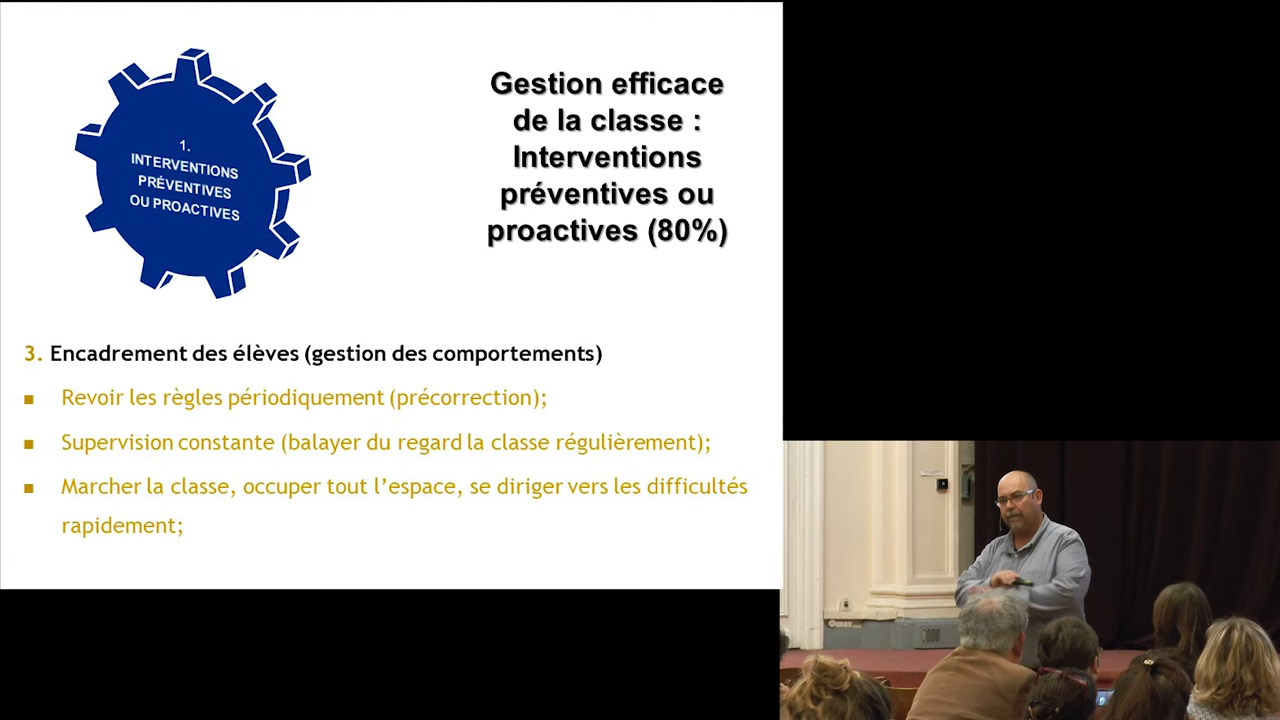 1.
INTERVENTIONS
PRÉVENTIVES
OU PROACTIVES
Gestion efficace
de la classe :
Interventions
préventives ou
proactives (80%)
3. Encadrement des élèves (gestion des comportements)
Revoir les règles périodiquement (précorrection);
Supervision constante (balayer du regard la classe régulièrement);
Marcher la classe, occuper tout l’espace, se diriger vers les difficultés
rapidement;